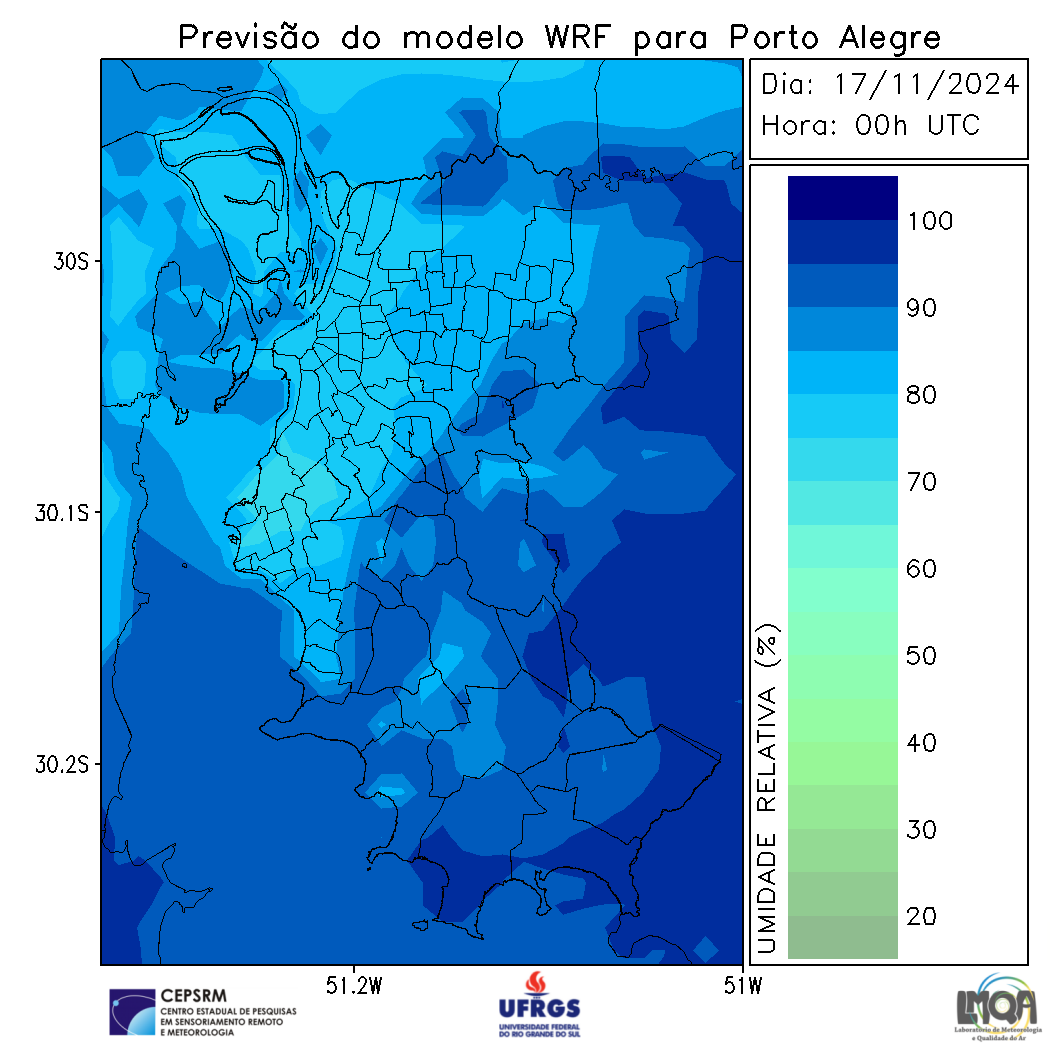 Previsão do modelo WRF para Porto Alegre
Dia: 17/11/2024
Hora: 00h UTC
100
90
80
70
60
50
40
30
20
UMIDADE RELATIVA (%)
30S
30.1S
30.2S
51.2W
51W
CEPSRM
CENTRO ESTADUAL DE PESQUISAS
EM SENSORIAMENTO REMOTO
E METEOROLOGIA
UFRGS
UNIVERSIDADE FEDERAL
DO RIO GRANDE DO SUL
LMQA
Laboratório de Meteorologia
e Qualidade do Ar